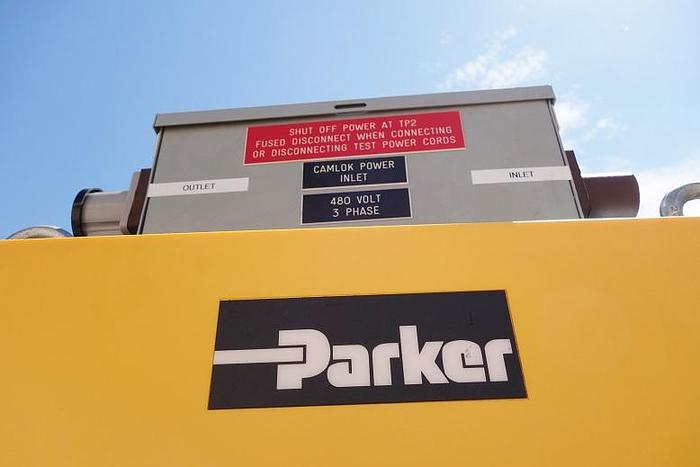 SHUT OFF POWER AT TP2
FUSED DISCONNECT WHEN CONNECTING
OR DISCONNECTING TEST POWER CORDS
CAMLOK POWER
INLET
OUTLET
INLET
480 VOLT
3 PHASE
Parker